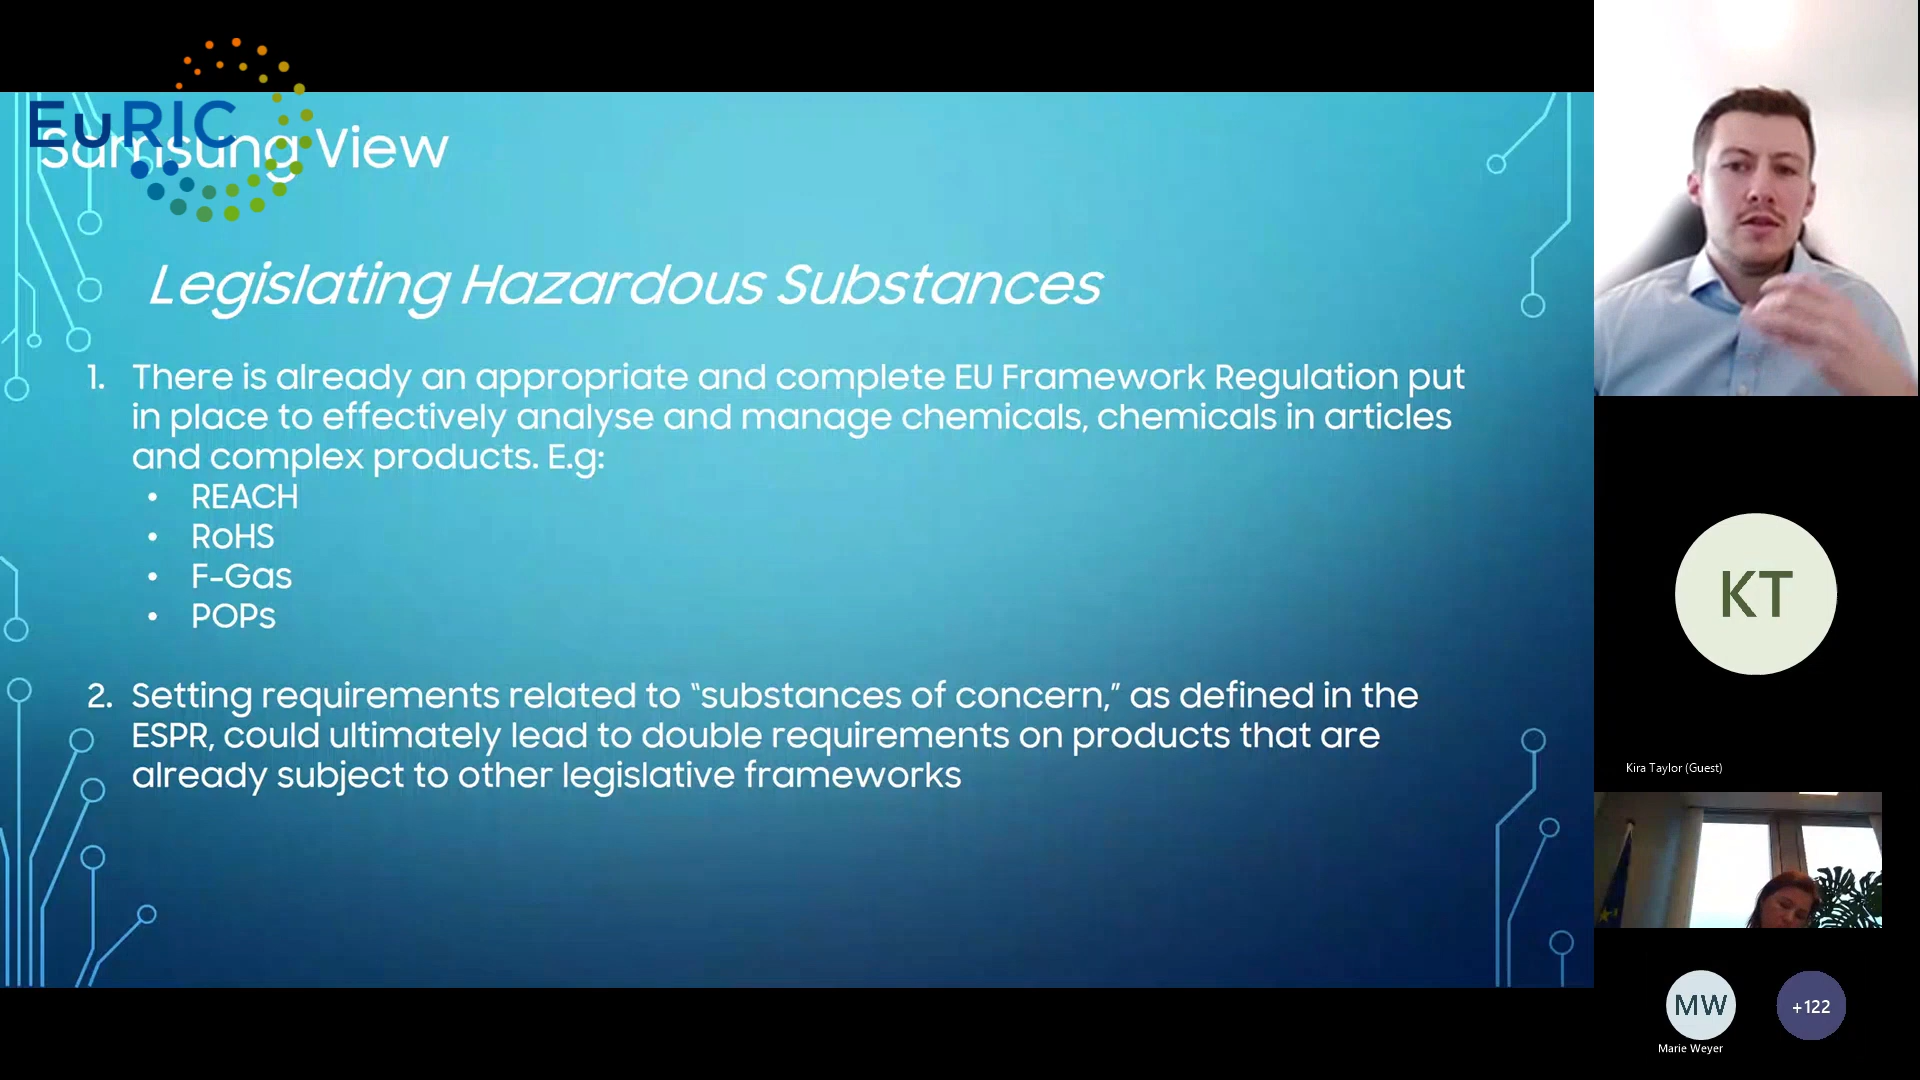 EuRIC
Samsung View
Legislating Hazardous Substances
1. There is already an appropriate and complete EU Framework Regulation put
in place to effectively analyse and manage chemicals, chemicals in articles
and complex products. E.g:
• REACH
• RoHS
• F-Gas
• POPs
2. Setting requirements related to “substances of concern,” as defined in the
ESPR, could ultimately lead to double requirements on products that are
already subject to other legislative frameworks
KT
Kira Taylor (Guest)
MW
Marie Weyer
+122